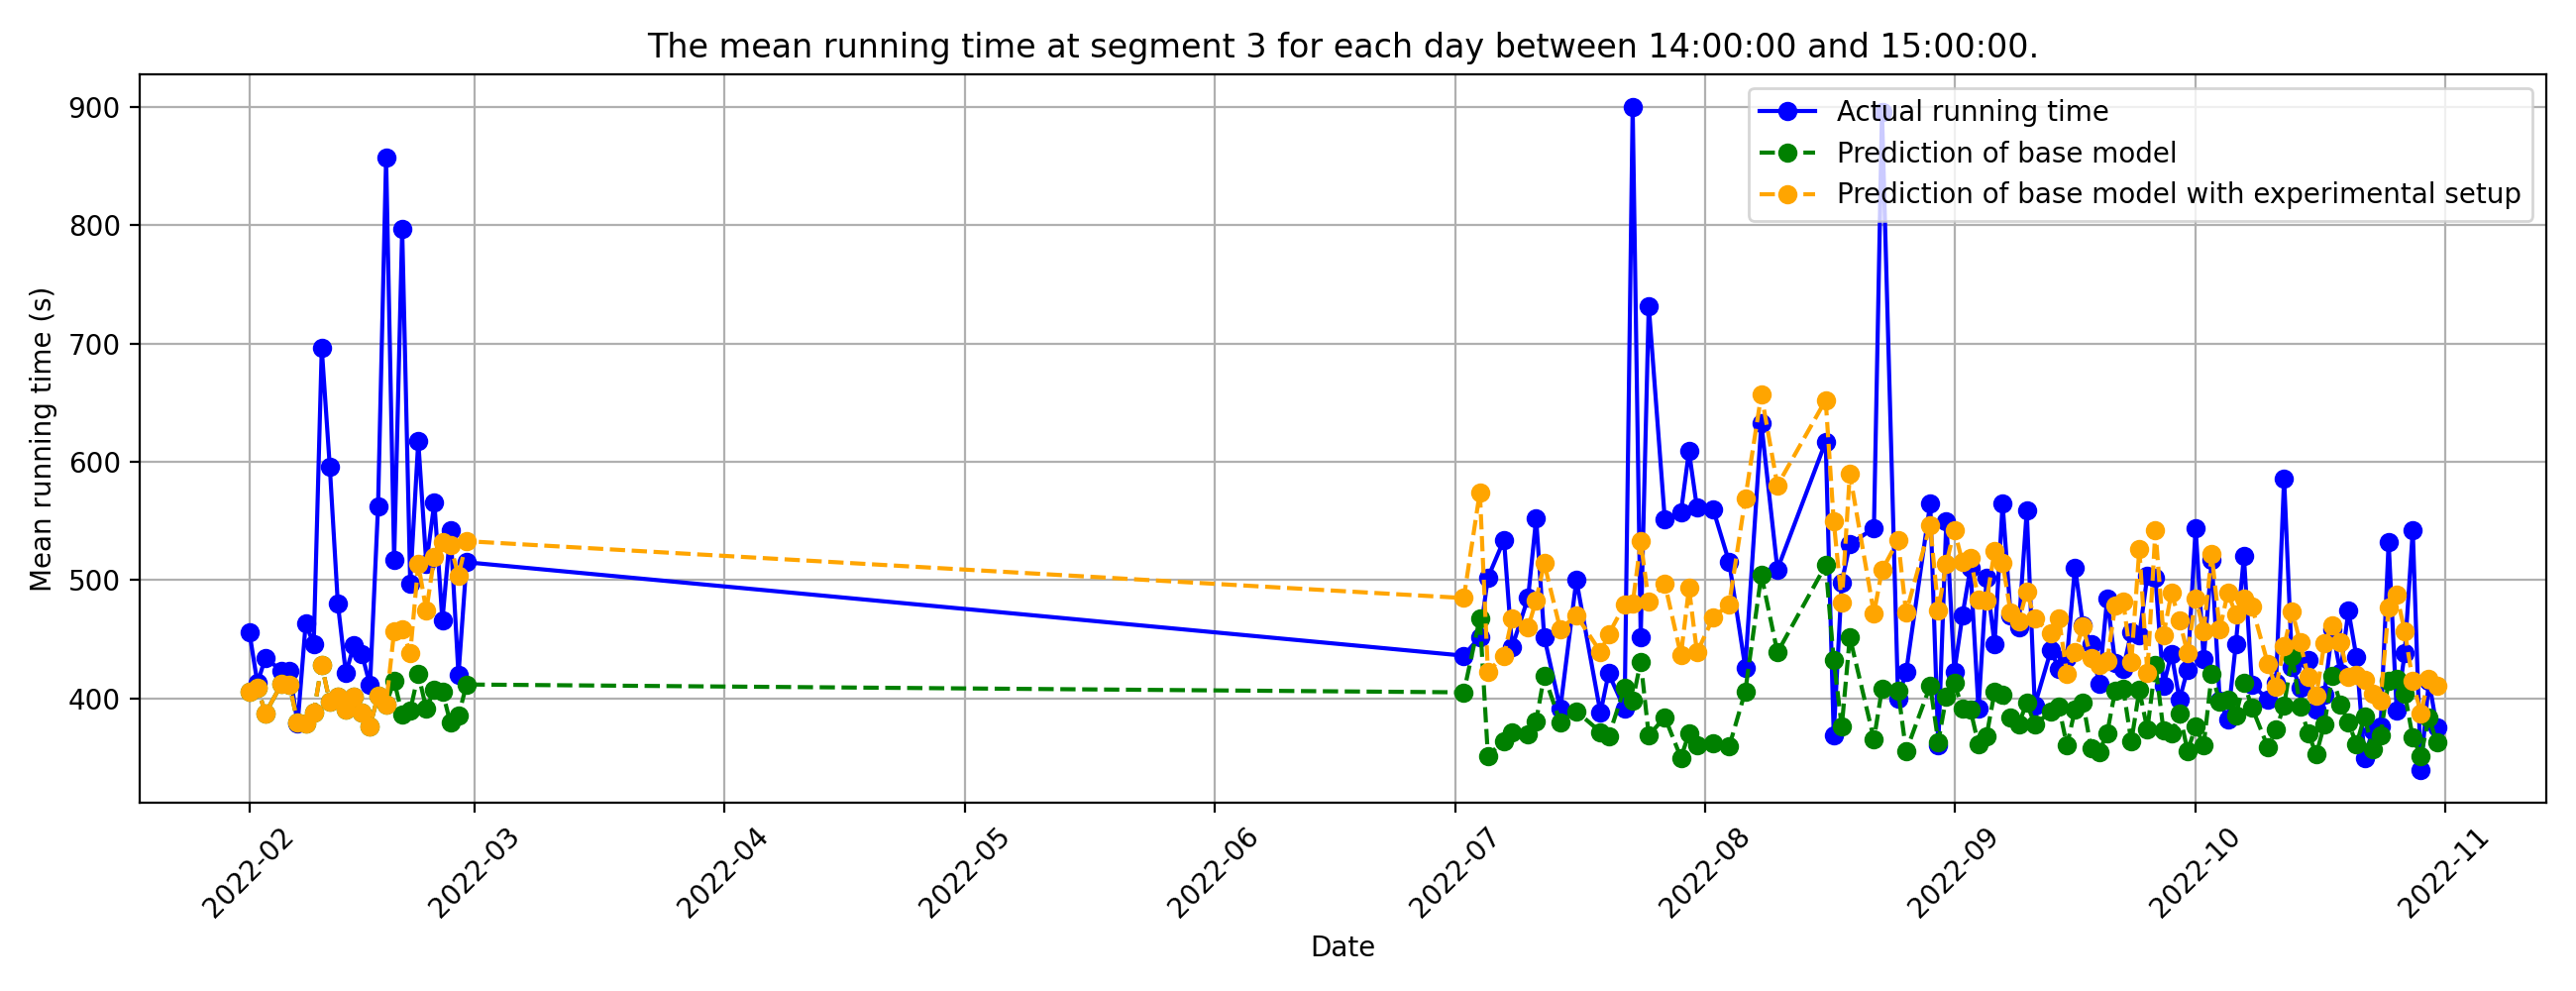 The mean running time at segment 3 for each day between 14:00:00 and 15:00:00.
Actual running time
Prediction of base model
Prediction of base model with experimental setup
Mean running time (s)
900
800
700
600
500
400
2022-02
2022-03
2022-04
2022-05
2022-06
2022-07
2022-08
2022-09
2022-10
2022-11
Date